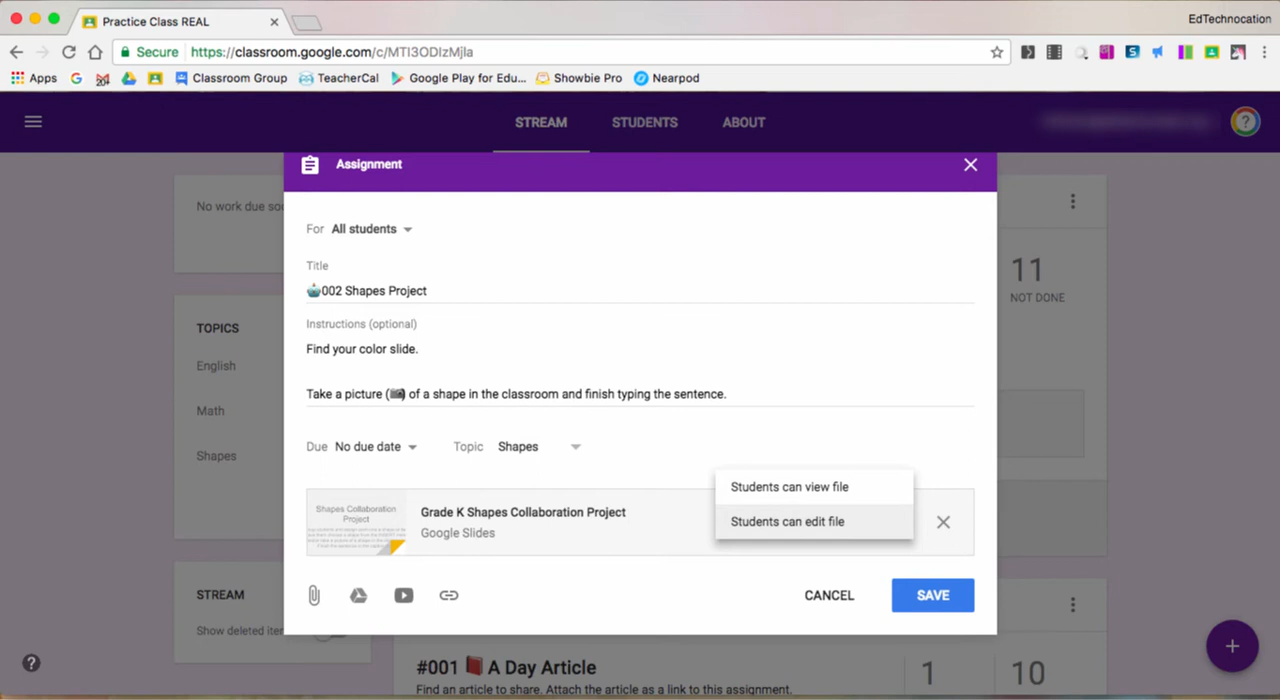 Practice Class REAL
EdTechnocation
Secure https://classroom.google.com/c/MTI3ODIzMjla
Apps Classroom Group TeacherCal Google Play for Edu... Showbie Pro Nearpod
STREAM STUDENTS ABOUT
Assignment
No work due soo
For All students
Title
002 Shapes Project
Instructions (optional)
Find your color slide.
Take a picture ( ) of a shape in the classroom and finish typing the sentence.
Due No due date Topic Shapes
Students can view file
Students can edit file
Shapes Collaboration
Project
Grade K Shapes Collaboration Project
Google Slides
CANCEL SAVE
TOPICS
English
Math
Shapes
STREAM
Show deleted iter
11
NOT DONE
#001 A Day Article
Find an article to share. Attach the article as a link to this assignment.
1 10